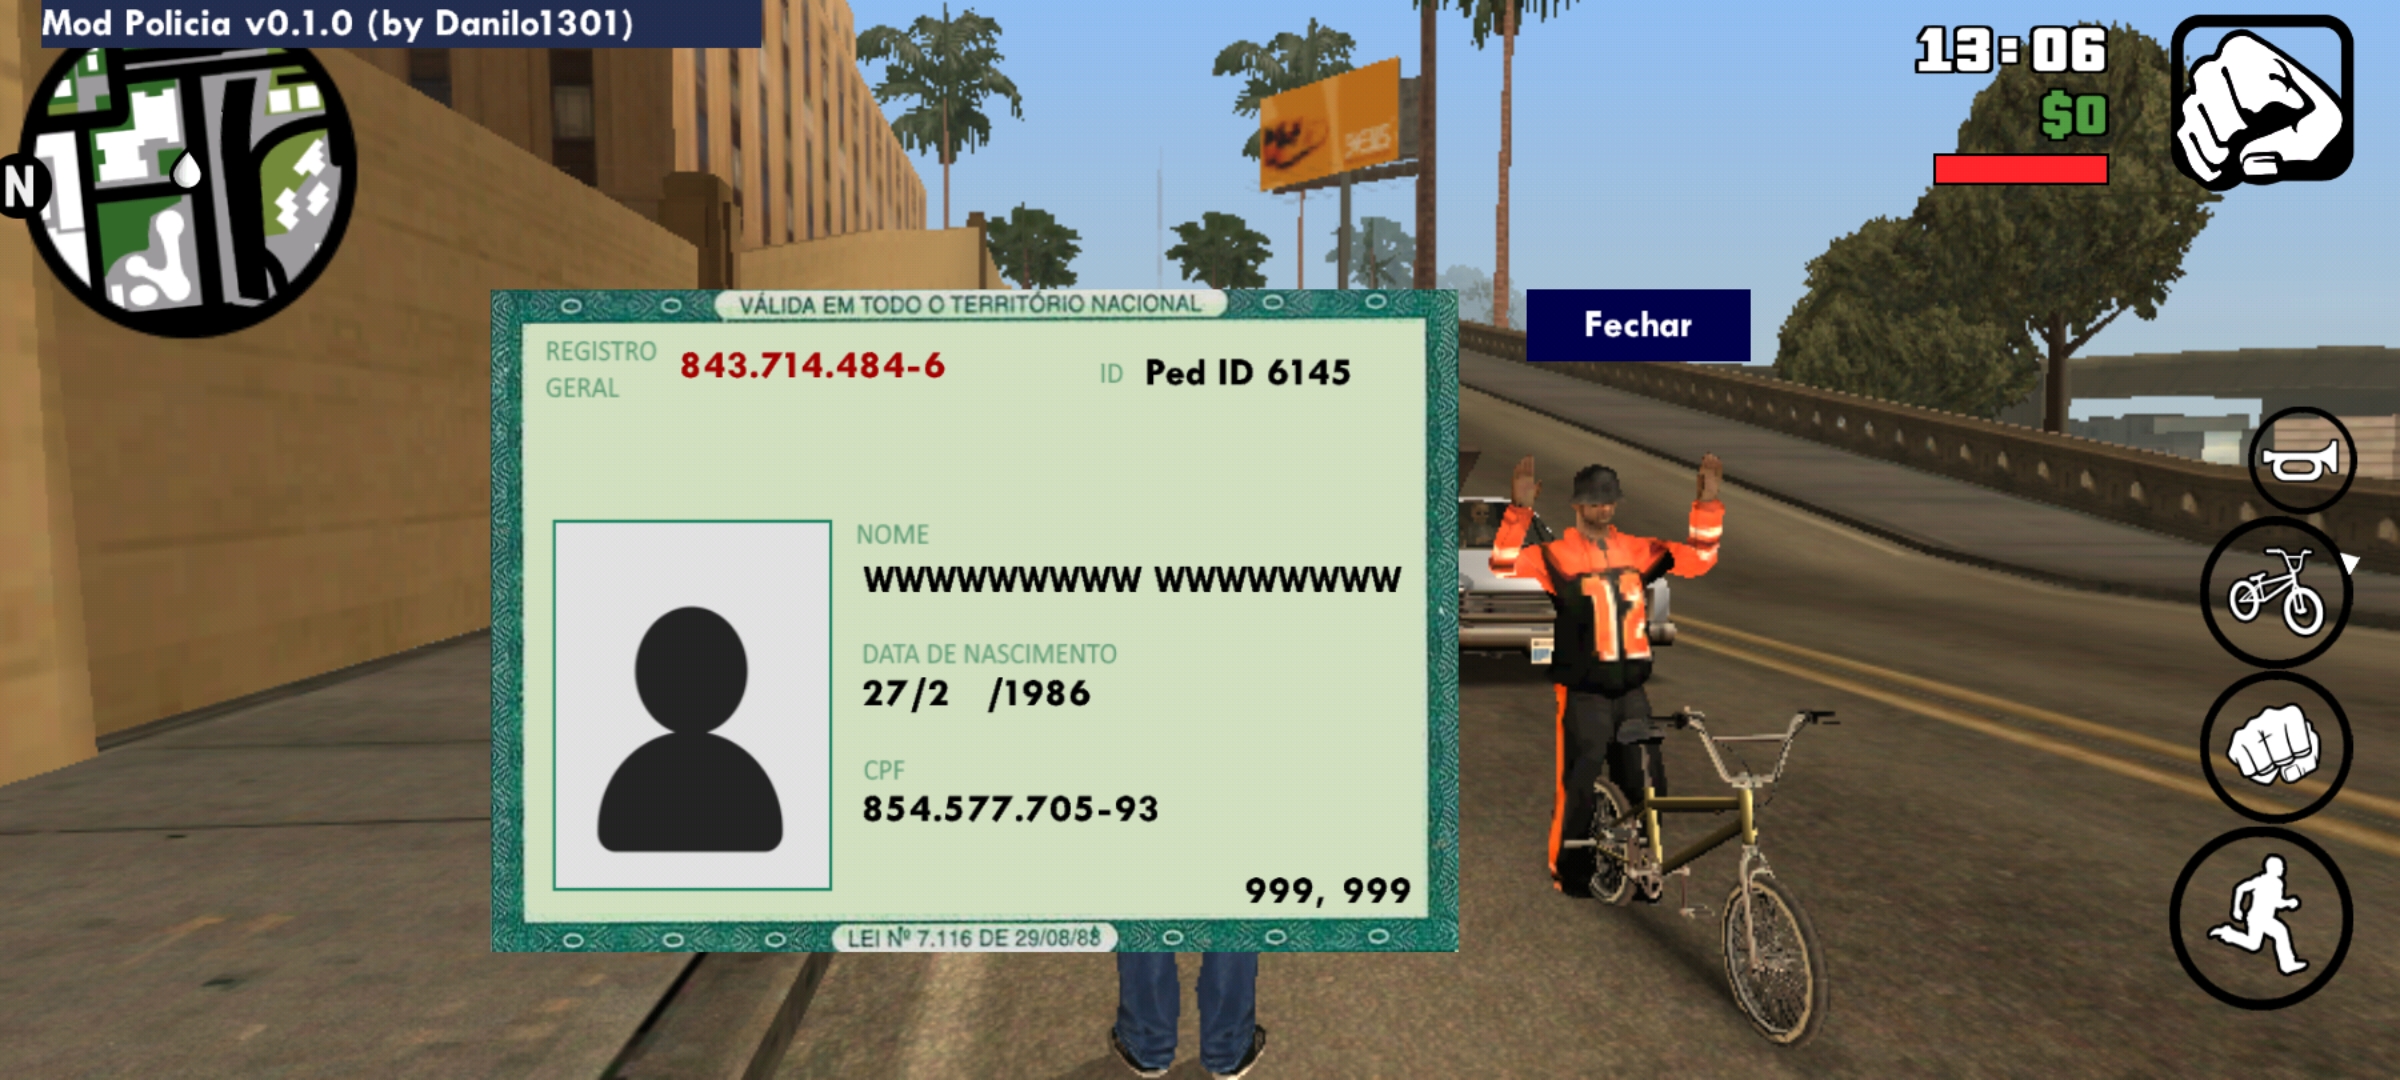 Mod Policia v0.1.0 (by Danilo1301)
N
13:06
$0
VÁLIDA EM TODO O TERRITÓRIO NACIONAL
Fechar
REGISTRO
GERAL
843.714.484-6
ID
Ped ID 6145
NOME
WWWWWWWWW WWWWWWWW
DATA DE NASCIMENTO
27/2 /1986
CPF
854.577.705-93
999, 999
LEI Nº 7.116 DE 29/08/88